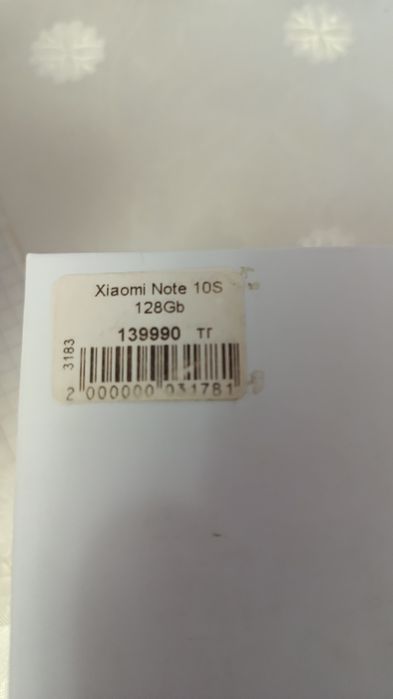 Xiaomi Note 10S
128Gb
139990 тг
3183
2 000000 031781